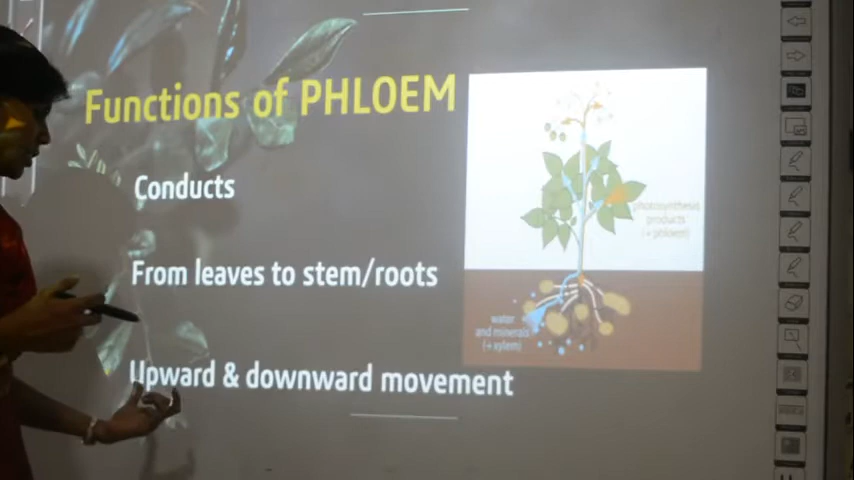 Functions of PHLOEM
Conducts
From leaves to stem/roots
Upward & downward movement
photosynthesis
products
(→ phloem)
water
and minerals
(→ xylem)